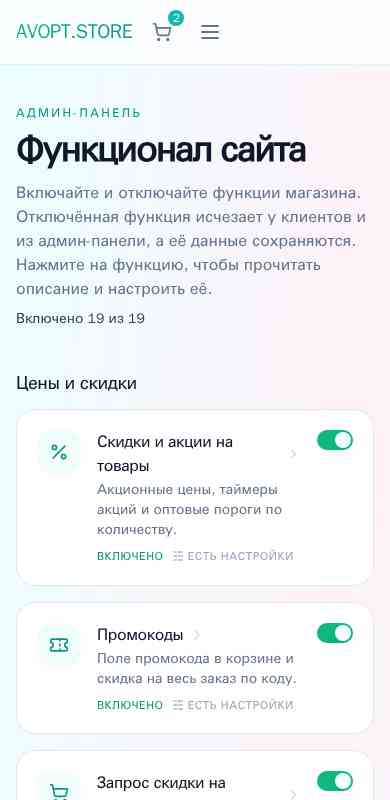 AVOPT.STORE
2
АДМИН-ПАНЕЛЬ
Функционал сайта
Включайте и отключайте функции магазина.
Отключённая функция исчезает у клиентов и
из админ-панели, а её данные сохраняются.
Нажмите на функцию, чтобы прочитать
описание и настроить её.
Включено 19 из 19
Цены и скидки
Скидки и акции на
товары
Акционные цены, таймеры
акций и оптовые пороги по
количеству.
ВКЛЮЧЕНО ЕСТЬ НАСТРОЙКИ
Промокоды
Поле промокода в корзине и
скидка на весь заказ по коду.
ВКЛЮЧЕНО ЕСТЬ НАСТРОЙКИ
Запрос скидки на